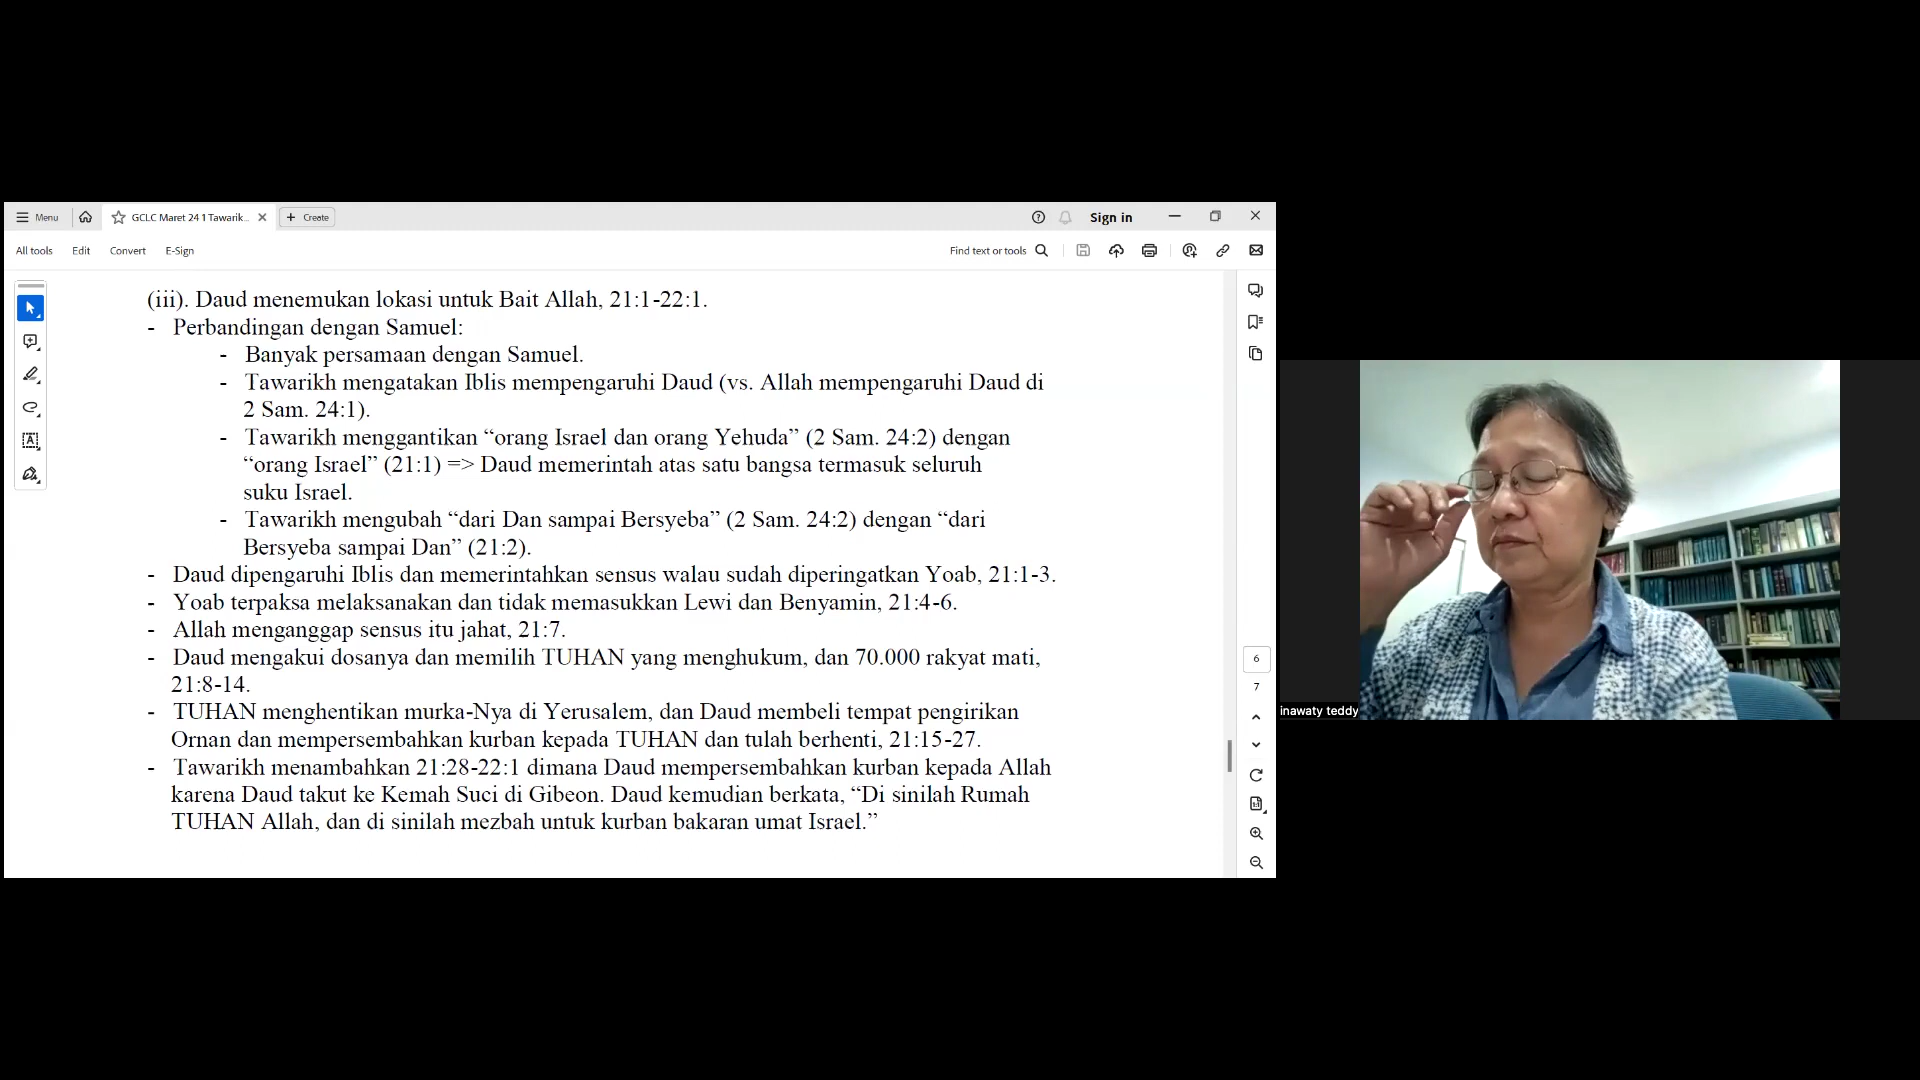 Menu
GCLC Maret 24 1 Tawarik...
Create
Sign in
All tools
Edit
Convert
E-Sign
Find text or tools
(iii). Daud menemukan lokasi untuk Bait Allah, 21:1-22:1.
- Perbandingan dengan Samuel:
- Banyak persamaan dengan Samuel.
- Tawarikh mengatakan Iblis mempengaruhi Daud (vs. Allah mempengaruhi Daud di
2 Sam. 24:1).
- Tawarikh menggantikan “orang Israel dan orang Yehuda” (2 Sam. 24:2) dengan
“orang Israel” (21:1) => Daud memerintah atas satu bangsa termasuk seluruh
suku Israel.
- Tawarikh mengubah “dari Dan sampai Bersyeba” (2 Sam. 24:2) dengan “dari
Bersyeba sampai Dan” (21:2).
- Daud dipengaruhi Iblis dan memerintahkan sensus walau sudah diperingatkan Yoab, 21:1-3.
- Yoab terpaksa melaksanakan dan tidak memasukkan Lewi dan Benyamin, 21:4-6.
- Allah menganggap sensus itu jahat, 21:7.
- Daud mengakui dosanya dan memilih TUHAN yang menghukum, dan 70.000 rakyat mati,
21:8-14.
- TUHAN menghentikan murka-Nya di Yerusalem, dan Daud membeli tempat pengirikan
Ornan dan mempersembahkan kurban kepada TUHAN dan tulah berhenti, 21:15-27.
- Tawarikh menambahkan 21:28-22:1 dimana Daud mempersembahkan kurban kepada Allah
karena Daud takut ke Kemah Suci di Gibeon. Daud kemudian berkata, “Di sinilah Rumah
TUHAN Allah, dan di sinilah mezbah untuk kurban bakaran umat Israel.”
6
7
inawaty teddy